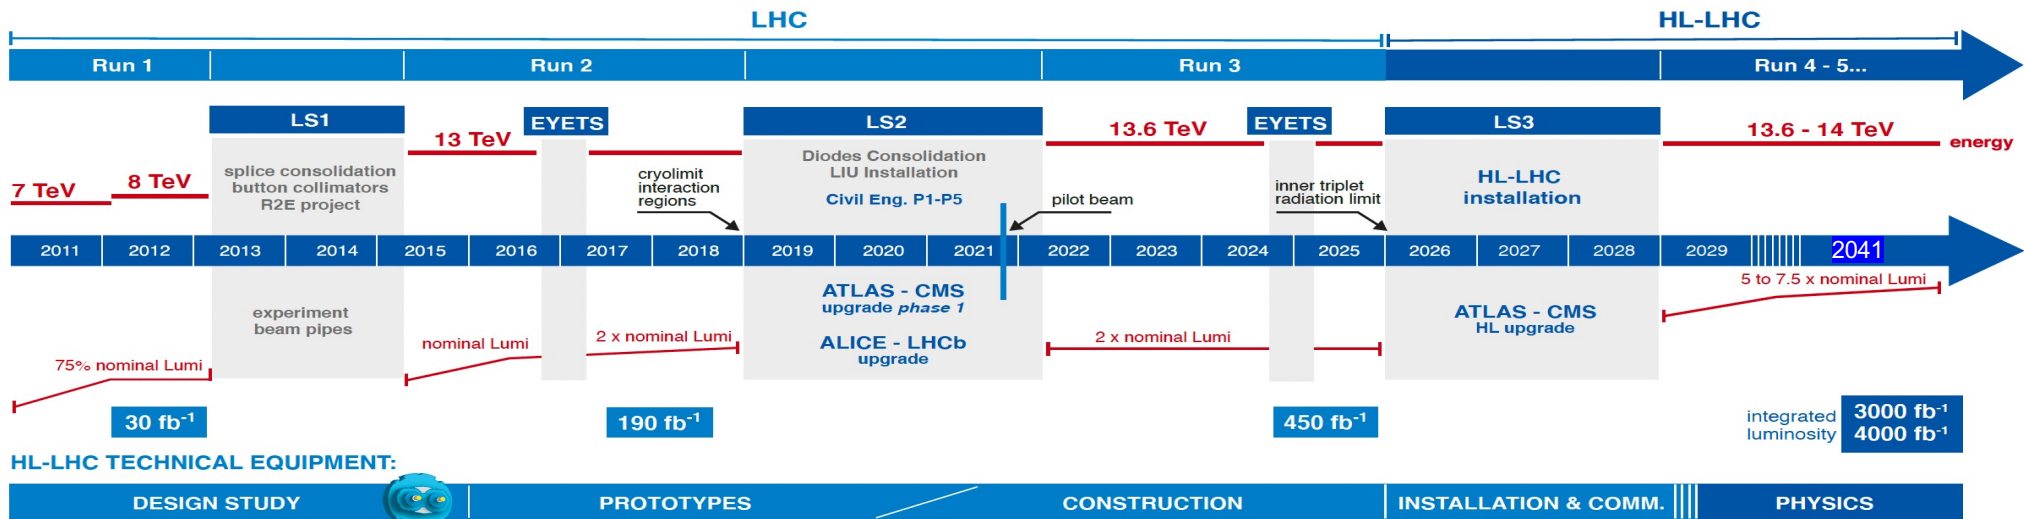 LHC
HL-LHC
Run 1
Run 2
Run 3
Run 4 - 5...
LS1
EYETS
LS2
13.6 TeV
EYETS
LS3
13.6 - 14 TeV
energy
13 TeV
7 TeV
8 TeV
splice consolidation
button collimators
R2E project
cryolimit
interaction
regions
Diodes Consolidation
LIU Installation
Civil Eng. P1-P5
pilot beam
inner triplet
radiation limit
HL-LHC
installation
2011
2012
2013
2014
2015
2016
2017
2018
2019
2020
2021
2022
2023
2024
2025
2026
2027
2028
2029
2041
experiment
beam pipes
75% nominal Lumi
nominal Lumi
2 x nominal Lumi
ATLAS - CMS
upgrade phase 1
ALICE - LHCb
upgrade
2 x nominal Lumi
ATLAS - CMS
HL upgrade
5 to 7.5 x nominal Lumi
30 fb⁻¹
190 fb⁻¹
450 fb⁻¹
integrated
luminosity
3000 fb⁻¹
4000 fb⁻¹
HL-LHC TECHNICAL EQUIPMENT:
DESIGN STUDY
PROTOTYPES
CONSTRUCTION
INSTALLATION & COMM.
PHYSICS